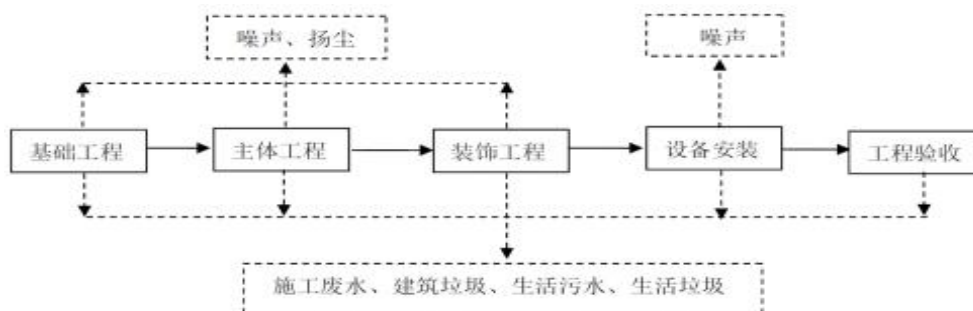 噪声、扬尘
噪声
基础工程
主体工程
装饰工程
设备安装
工程验收
施工废水、建筑垃圾、生活污水、生活垃圾